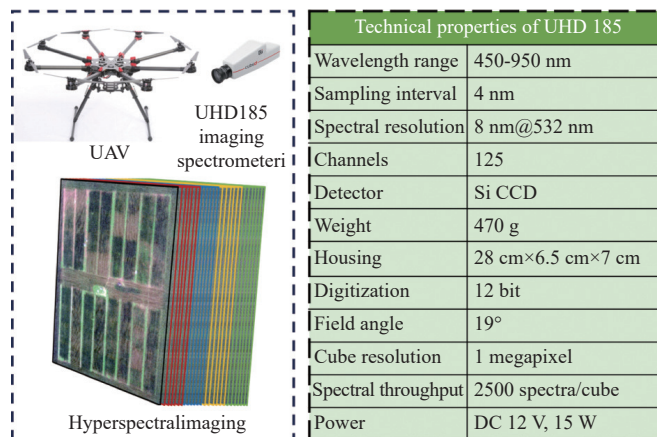 UAV
UHD185
imaging
spectrometeri
Hyperspectralimaging
Technical properties of UHD 185
Wavelength range 450-950 nm
Sampling interval 4 nm
Spectral resolution 8 nm@532 nm
Channels 125
Detector Si CCD
Weight 470 g
Housing 28 cm×6.5 cm×7 cm
Digitization 12 bit
Field angle 19°
Cube resolution 1 megapixel
Spectral throughput 2500 spectra/cube
Power DC 12 V, 15 W